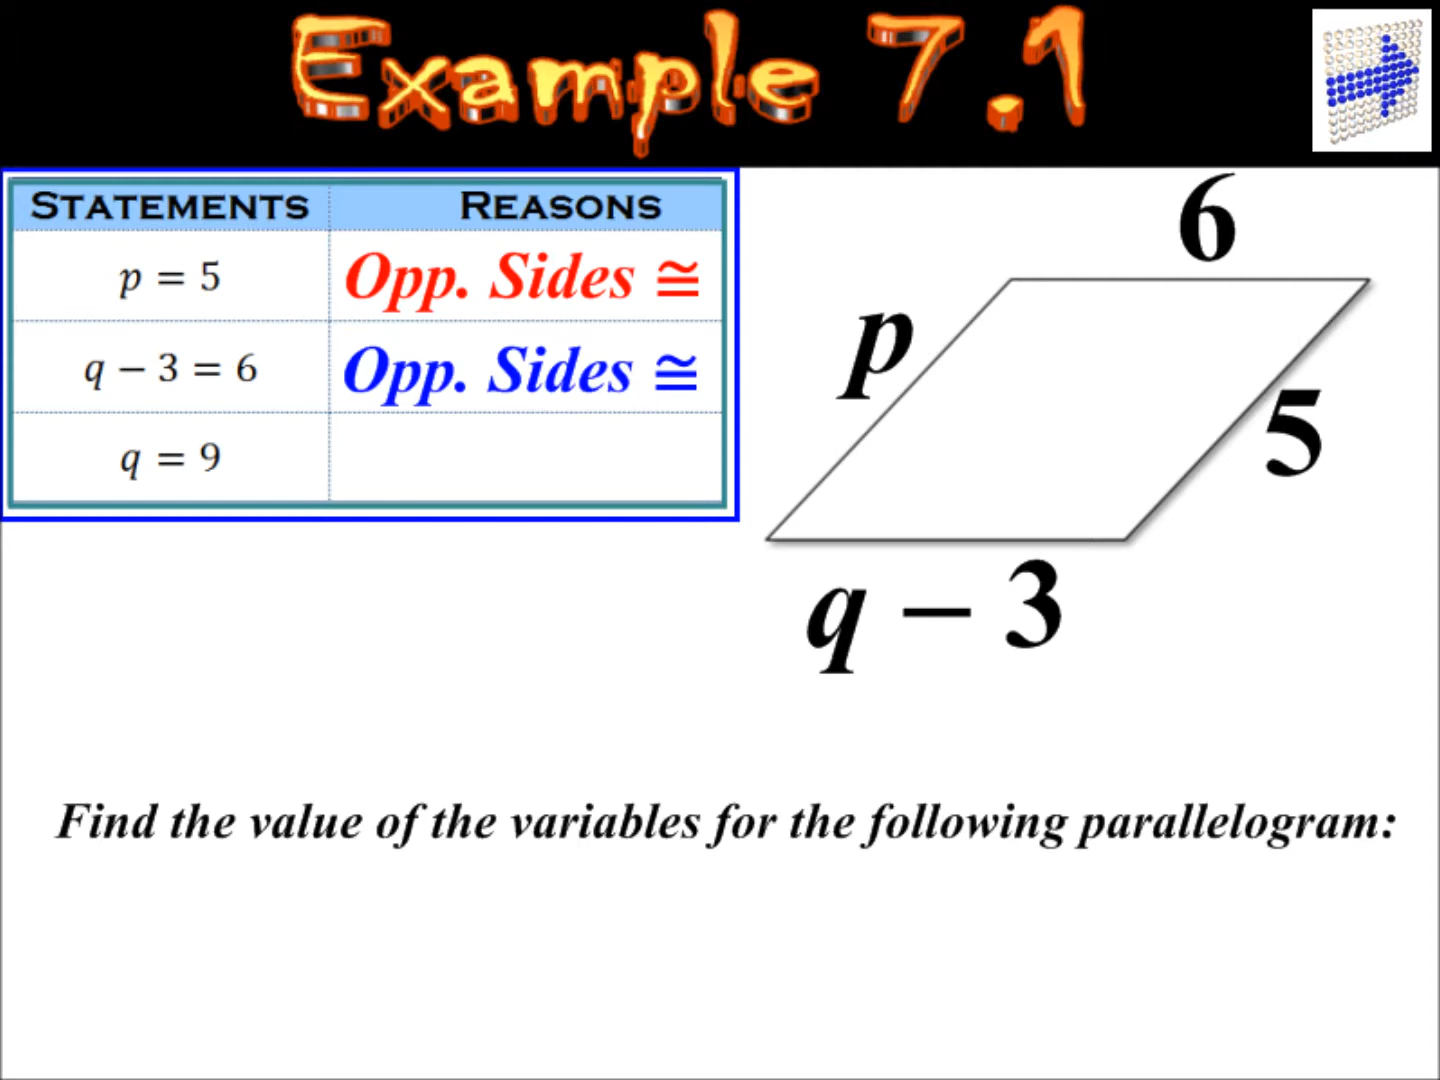 Example 7.1
STATEMENTS REASONS
p = 5 Opp. Sides ≅
q − 3 = 6 Opp. Sides ≅
q = 9
6
p
5
q − 3
Find the value of the variables for the following parallelogram: